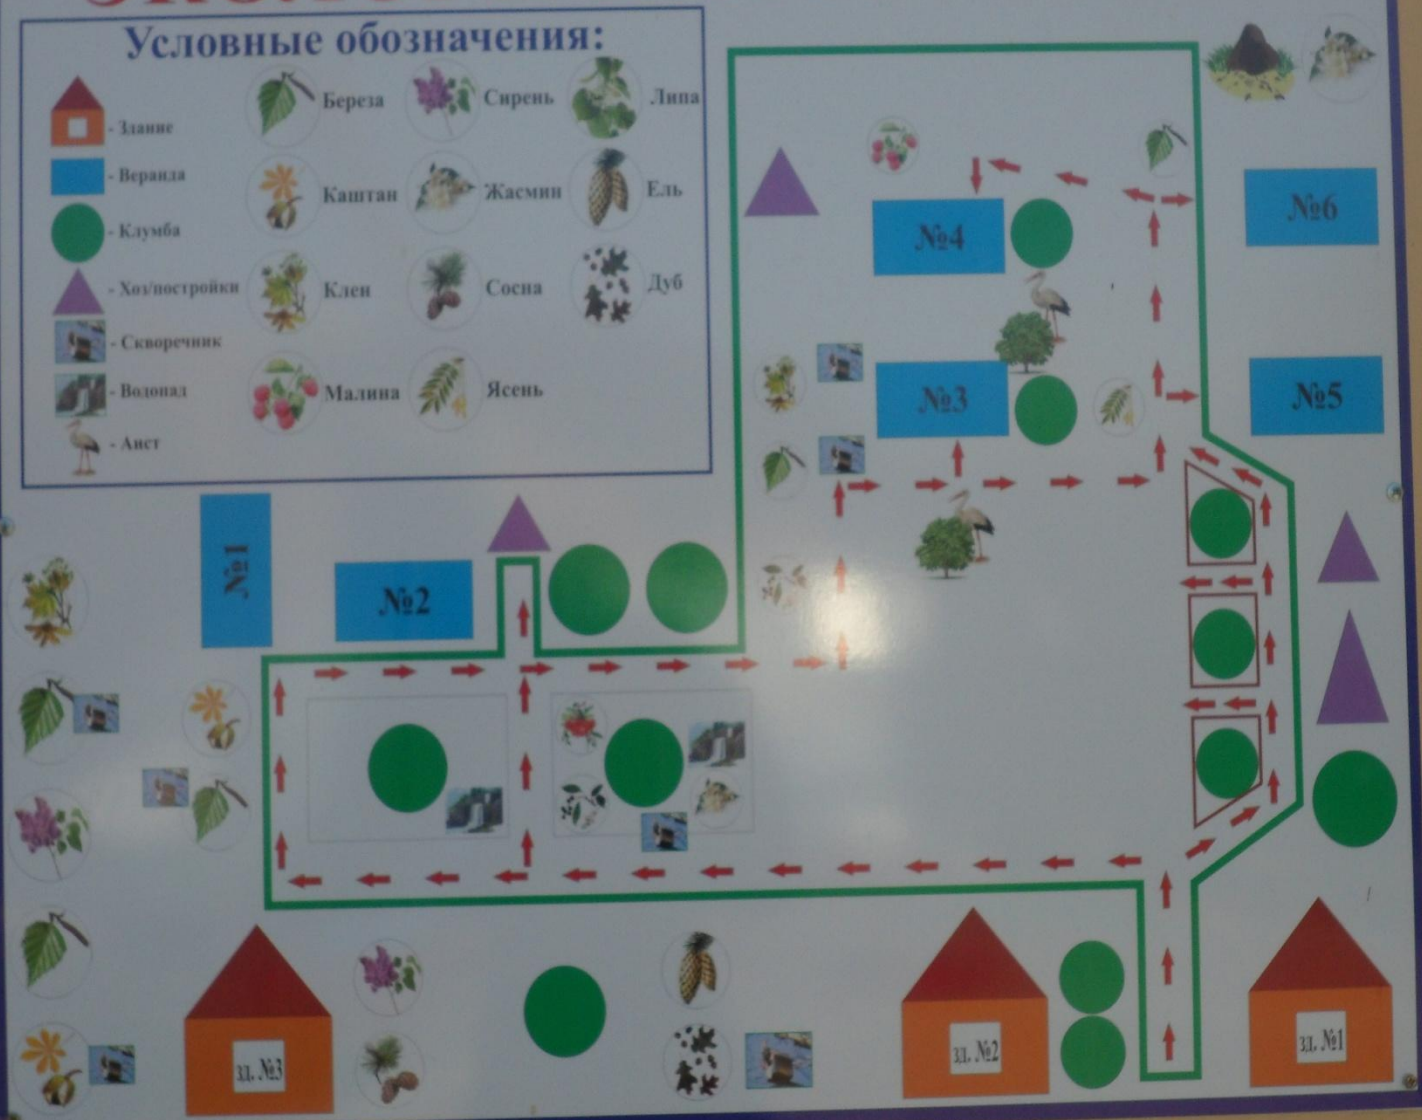 Условные обозначения:
- Здание
- Веранда
- Клумба
- Хоз/постройки
- Скворечник
- Водопад
- Аист
Береза
Каштан
Клен
Малина
Сирень
Жасмин
Сосна
Ясень
Липа
Ель
Дуб
№6
№4
№5
№3
№1
№2
зд. №3
зд. №2
зд. №1